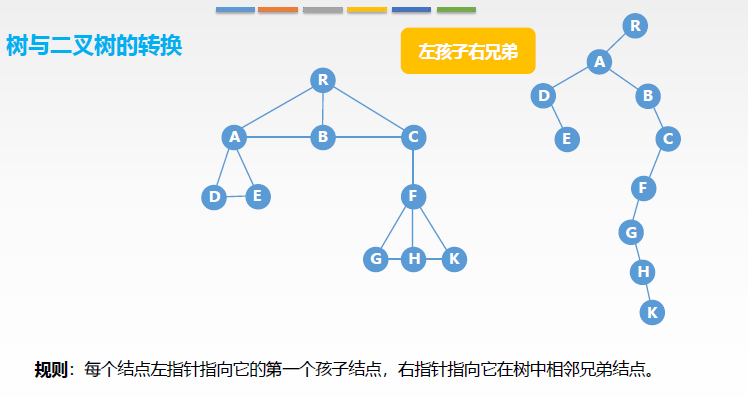 树与二叉树的转换
左孩子右兄弟
R
A B C
D E
F
G H K
R
A
D B
E C
F
G
H
K
规则：每个结点左指针指向它的第一个孩子结点，右指针指向它在树中相邻兄弟结点。